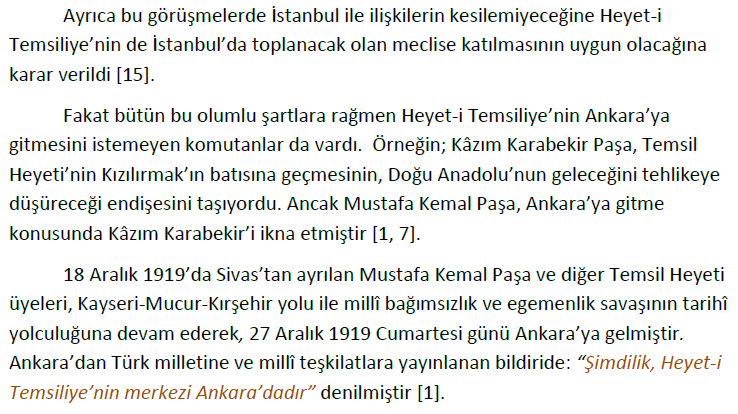 Ayrıca bu görüşmelerde İstanbul ile ilişkilerin kesilemiyeceğine Heyet-i
Temsiliye’nin de İstanbul’da toplanacak olan meclise katılmasının uygun olacağına
karar verildi [15].
Fakat bütün bu olumlu şartlara rağmen Heyet-i Temsiliye’nin Ankara’ya
gitmesini istemeyen komutanlar da vardı.  Örneğin; Kâzım Karabekir Paşa, Temsil
Heyeti’nin Kızılırmak’ın batısına geçmesinin, Doğu Anadolu’nun geleceğini tehlikeye
düşüreceği endişesini taşıyordu. Ancak Mustafa Kemal Paşa, Ankara’ya gitme
konusunda Kâzım Karabekir’i ikna etmiştir [1, 7].
18 Aralık 1919’da Sivas’tan ayrılan Mustafa Kemal Paşa ve diğer Temsil Heyeti
üyeleri, Kayseri-Mucur-Kırşehir yolu ile millî bağımsızlık ve egemenlik savaşının tarihî
yolculuğuna devam ederek, 27 Aralık 1919 Cumartesi günü Ankara’ya gelmiştir.
Ankara’dan Türk milletine ve millî teşkilatlara yayınlanan bildiride: “Şimdilik, Heyet-i
Temsiliye’nin merkezi Ankara’dadır” denilmiştir [1].